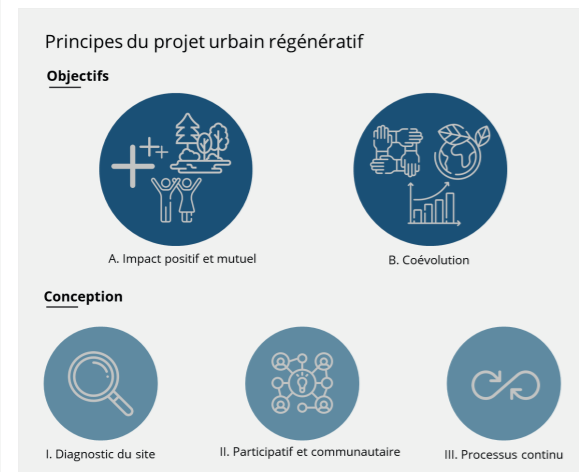 Principes du projet urbain régénératif
Objectifs
A. Impact positif et mutuel
B. Coévolution
Conception
I. Diagnostic du site
II. Participatif et communautaire
III. Processus continu